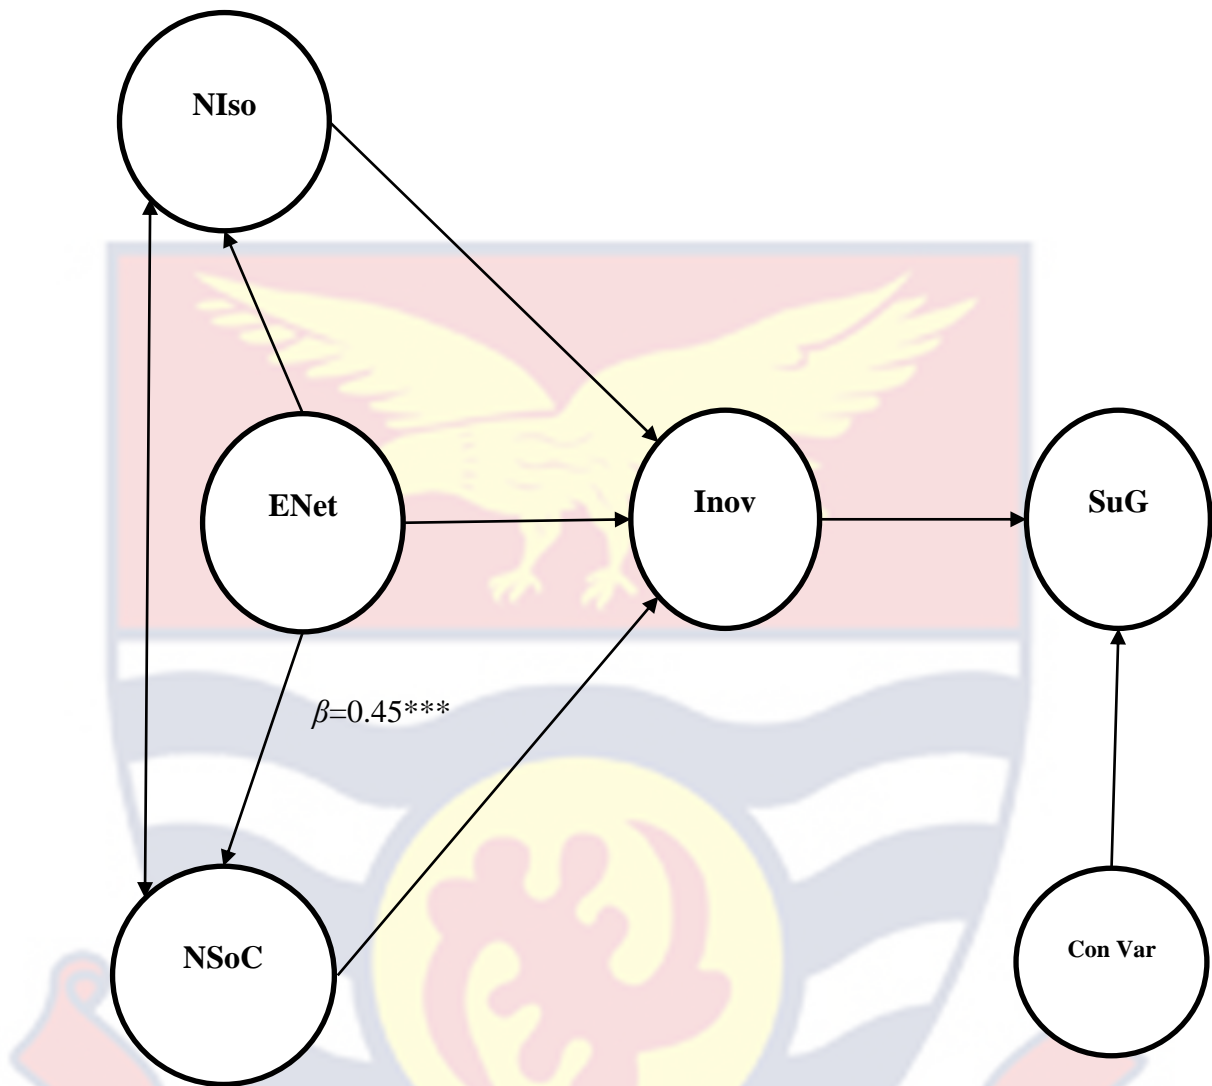 NIso
ENet
Inov
SuG
β=0.45***
NSoC
Con Var